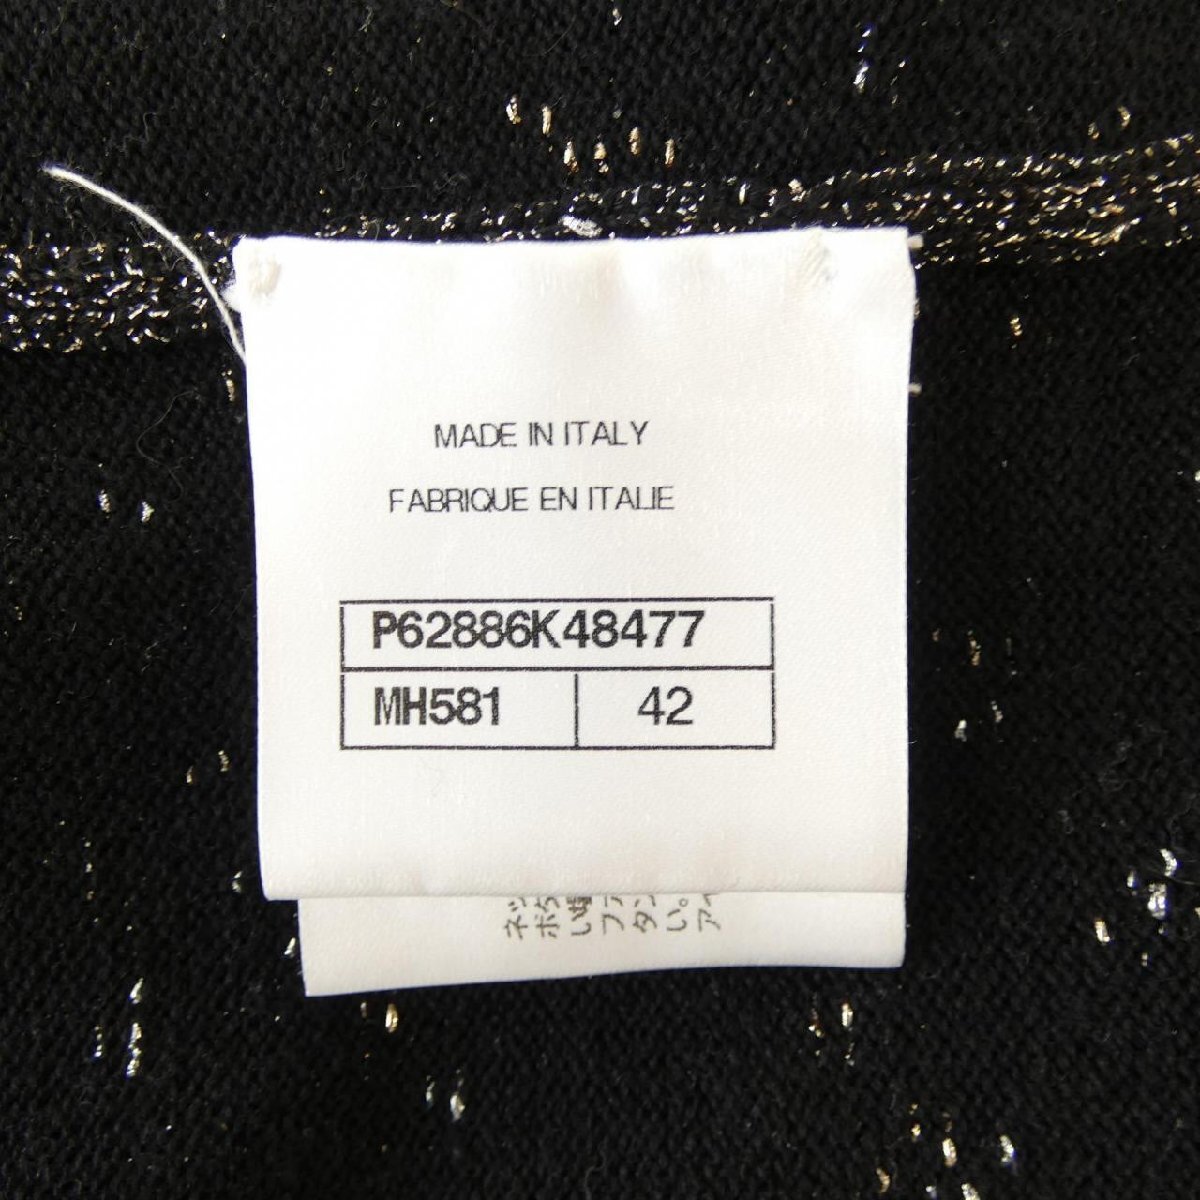 MADE IN ITALY
FABRIQUE EN ITALIE
P62886K48477
MH581 42